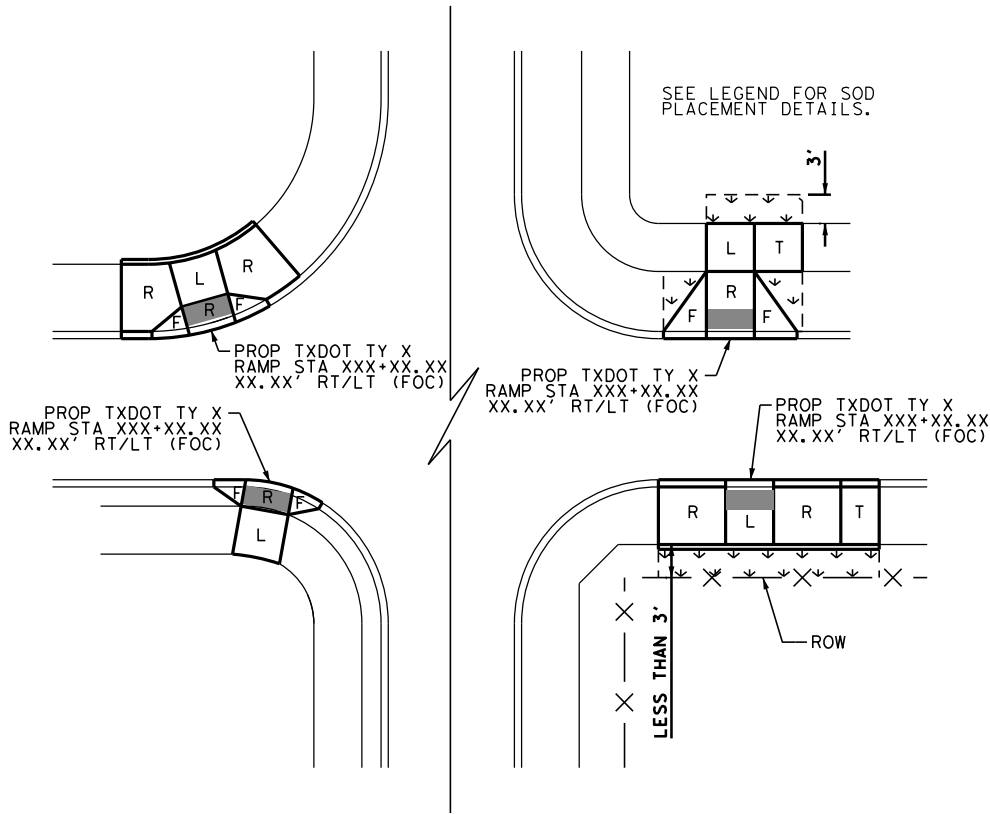 SEE LEGEND FOR SOD
PLACEMENT DETAILS.
3'
L
T
R
F
F
R
L
R
F
R
F
PROP TXDOT TY X
RAMP STA XXX+XX.XX
XX.XX' RT/LT (FOC)
PROP TXDOT TY X
RAMP STA XXX+XX.XX
XX.XX' RT/LT (FOC)
PROP TXDOT TY X
RAMP STA XXX+XX.XX
XX.XX' RT/LT (FOC)
PROP TXDOT TY X
RAMP STA XXX+XX.XX
XX.XX' RT/LT (FOC)
F
R
F
L
R
L
R
T
LESS THAN 3'
ROW